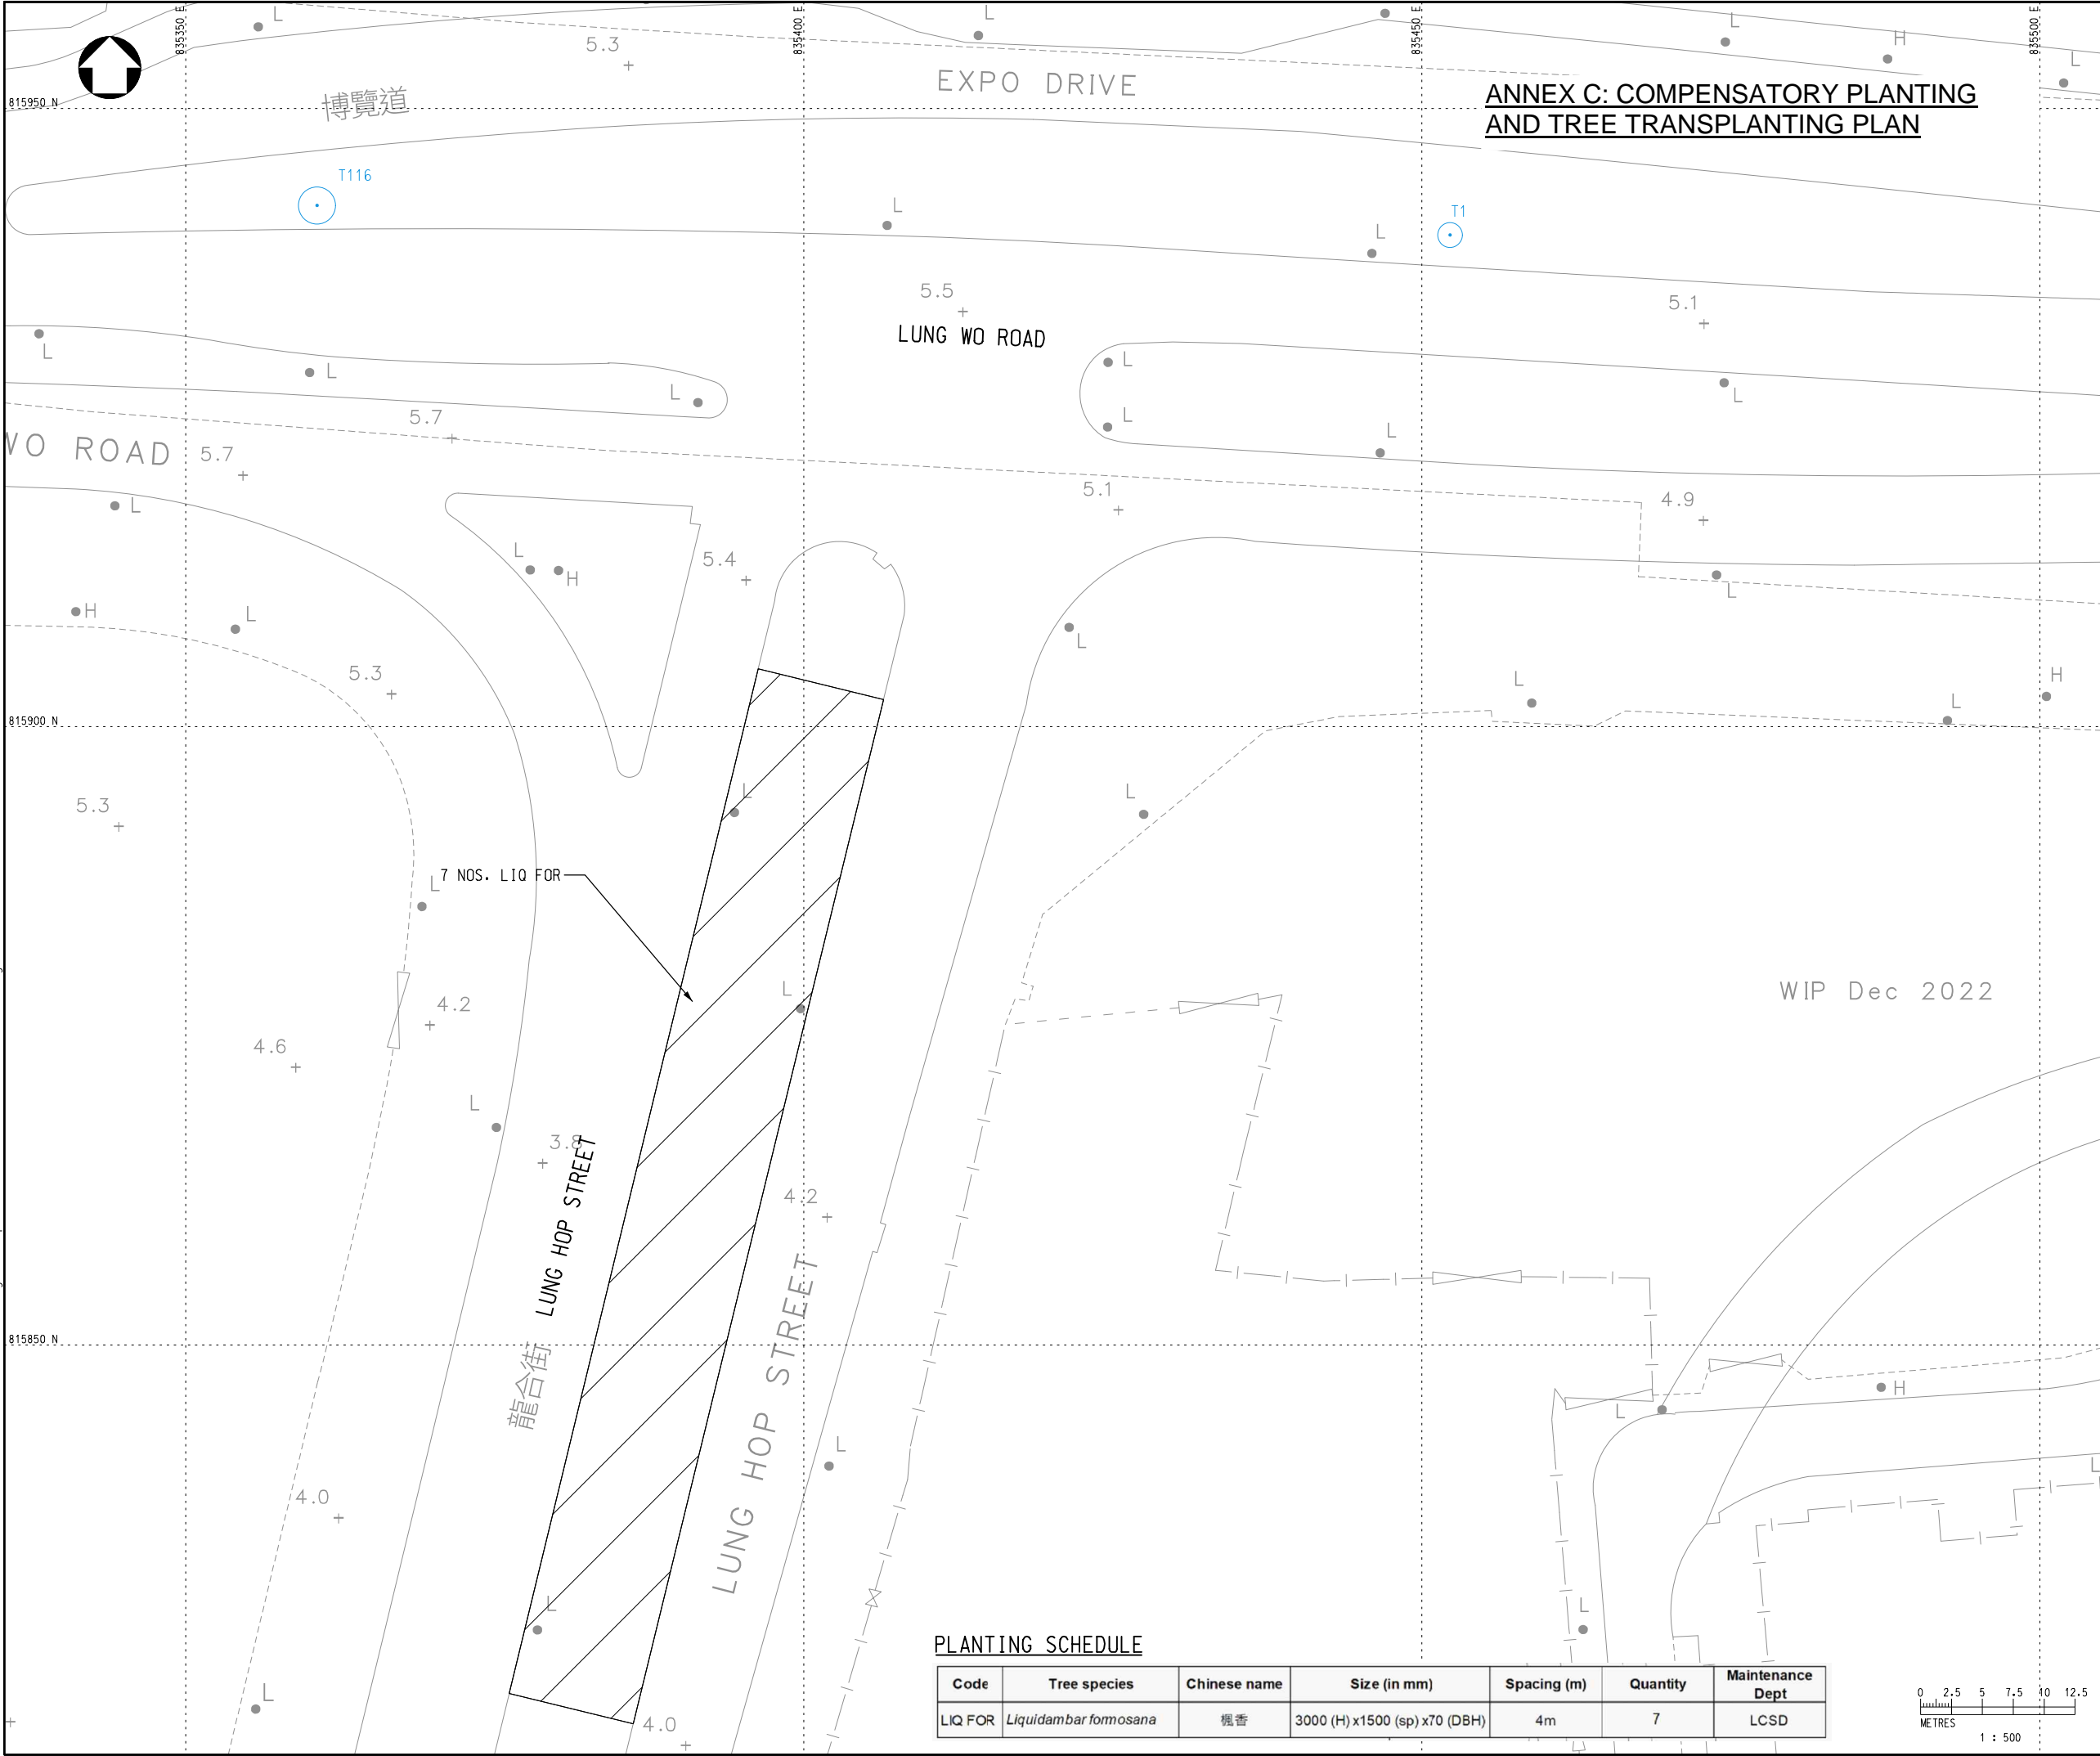 L
L
L
L
H
L
835350 E
835400 E
835450 E
835500 E
5.3
EXPO DRIVE
博覽道
ANNEX C: COMPENSATORY PLANTING
AND TREE TRANSPLANTING PLAN
815950 N
T116
L
L
T1
5.5
5.1
LUNG WO ROAD
L
L
L
L
L
L
L
5.7
WO ROAD
5.7
L
5.1
4.9
L
L
H
5.4
L
H
L
L
5.3
L
L
H
815900 N
5.3
L
L
7 NOS. LIQ FOR
L
4.2
L
WIP Dec 2022
4.6
L
3.8
LUNG HOP STREET
4.2
815850 N
龍合街
LUNG HOP STREET
H
L
L
L
4.0
L
L
L
4.0
PLANTING SCHEDULE
Code Tree species Chinese name Size (in mm) Spacing (m) Quantity Maintenance Dept
LIQ FOR Liquidambar formosana 楓香 3000 (H) x1500 (sp) x70 (DBH) 4m 7 LCSD
0 2.5 5 7.5 10 12.5
METRES
1 : 500